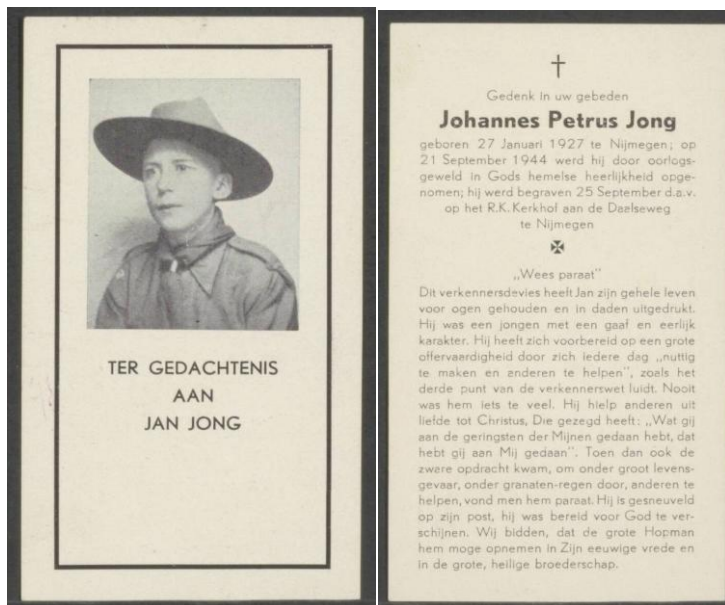 TER GEDACHTENIS
AAN
JAN JONG
Gedenk in uw gebeden
Johannes Petrus Jong
geboren 27 Januari 1927 te Nijmegen; op
21 September 1944 werd hij door oorlogs-
geweld in Gods hemelse heerlijkheid opge-
nomen; hij werd begraven 25 September d.a.v.
op het R.K. Kerkhof aan de Daalseweg
te Nijmegen
„Wees paraat"
Dit verkennersdevies heeft Jan zijn gehele leven
voor ogen gehouden en in daden uitgedrukt.
Hij was een jongen met een gaaf en eerlijk
karakter. Hij heeft zich voorbereid op een grote
offervaardigheid door zich iedere dag „nuttig
te maken en anderen te helpen", zoals het
derde punt van de verkennerswet luidt. Nooit
was hem iets te veel. Hij hielp anderen uit
liefde tot Christus, Die gezegd heeft: „Wat gij
aan de geringsten der Mijnen gedaan hebt, dat
hebt gij aan Mij gedaan". Toen dan ook de
zware opdracht kwam, om onder groot levens-
gevaar, onder granaten-regen door, anderen te
helpen, vond men hem paraat. Hij is gesneuveld
op zijn post, hij was bereid voor God te ver-
schijnen. Wij bidden, dat de grote Hopman
hem moge opnemen in Zijn eeuwige vrede en
in de grote, heilige broederschap.